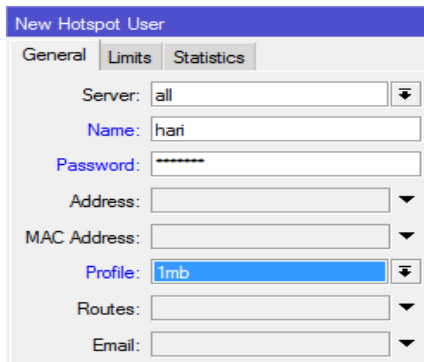 New Hotspot User
General Limits Statistics
Server: all
Name: hari
Password: *******
Address:
MAC Address:
Profile: 1mb
Routes:
Email: